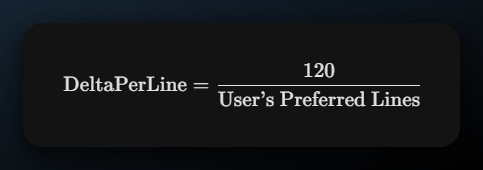 DeltaPerLine = 120 / User's Preferred Lines